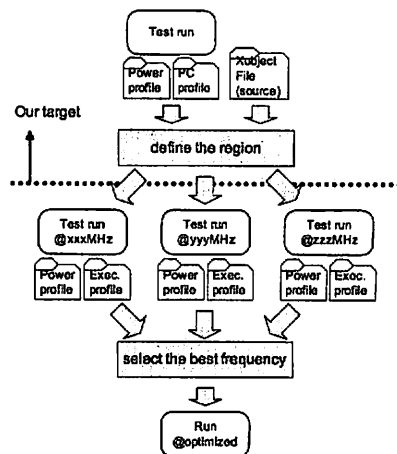 Test run
Power
profile
PC
profile
Xobject
File
(source)
Our target
define the region
Test run
@xxxMHz
Test run
@yyyMHz
Test run
@zzzMHz
Power
profile
Exec.
profile
Power
profile
Exec.
profile
Power
profile
Exec.
profile
select the best frequency
Run
@optimized